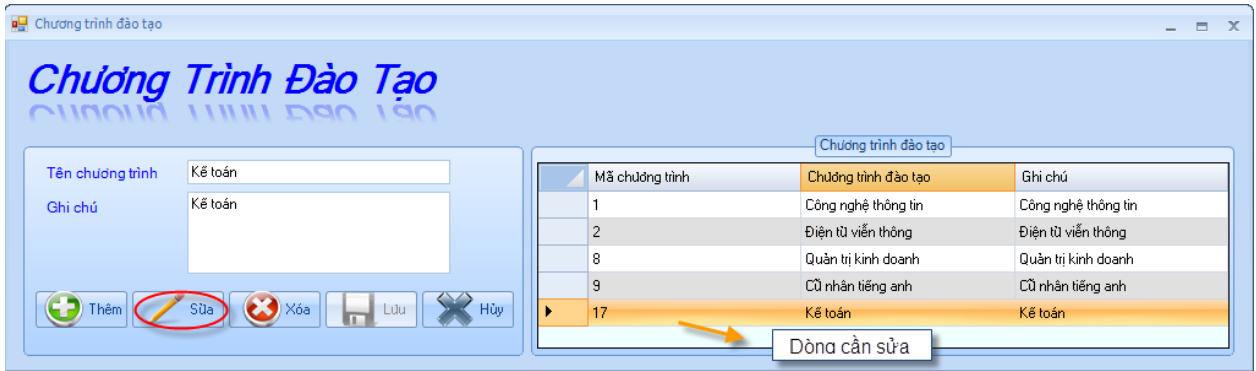 Chương trình đào tạo
Chương Trình Đào Tạo
Chương trình đào tạo
Tên chương trình
Kế toán
Ghi chú
Kế toán
Thêm
Sửa
Xóa
Lưu
Hủy
Mã chương trình Chương trình đào tạo Ghi chú
1 Công nghệ thông tin Công nghệ thông tin
2 Điện tử viễn thông Điện tử viễn thông
8 Quản trị kinh doanh Quản trị kinh doanh
9 Cử nhân tiếng anh Cử nhân tiếng anh
17 Kế toán Kế toán
Dòng cần sửa